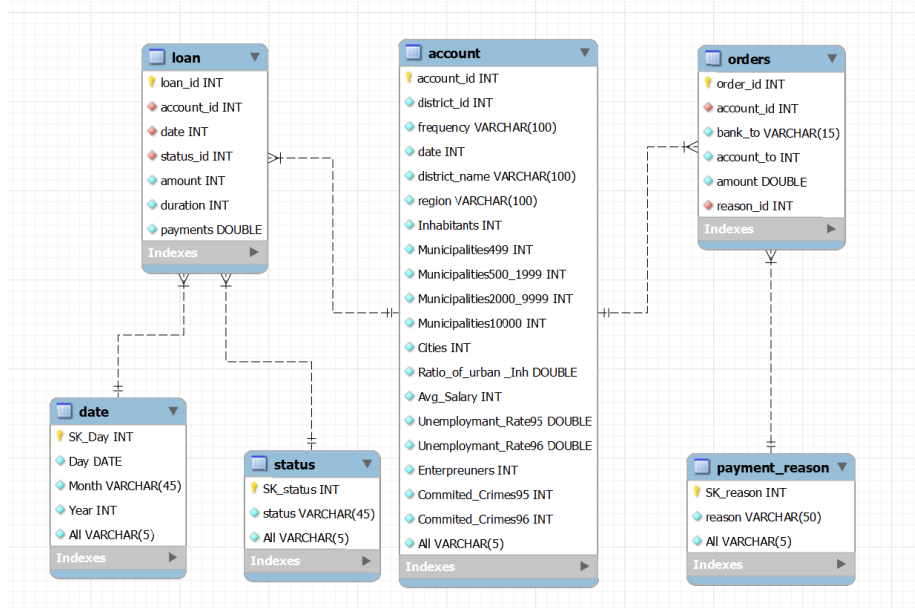 loan
loan_id INT
account_id INT
date INT
status_id INT
amount INT
duration INT
payments DOUBLE
Indexes
account
account_id INT
district_id INT
frequency VARCHAR(100)
date INT
district_name VARCHAR(100)
region VARCHAR(100)
Inhabitants INT
Municipalities499 INT
Municipalities500_1999 INT
Municipalities2000_9999 INT
Municipalities10000 INT
Cities INT
Ratio_of_urban _Inh DOUBLE
Avg_Salary INT
Unemploymant_Rate95 DOUBLE
Unemploymant_Rate96 DOUBLE
Enterpreuners INT
Commited_Crimes95 INT
Commited_Crimes96 INT
All VARCHAR(5)
Indexes
orders
order_id INT
account_id INT
bank_to VARCHAR(15)
account_to INT
amount DOUBLE
reason_id INT
Indexes
date
SK_Day INT
Day DATE
Month VARCHAR(45)
Year INT
All VARCHAR(5)
Indexes
status
SK_status INT
status VARCHAR(45)
All VARCHAR(5)
Indexes
payment_reason
SK_reason INT
reason VARCHAR(50)
All VARCHAR(5)
Indexes